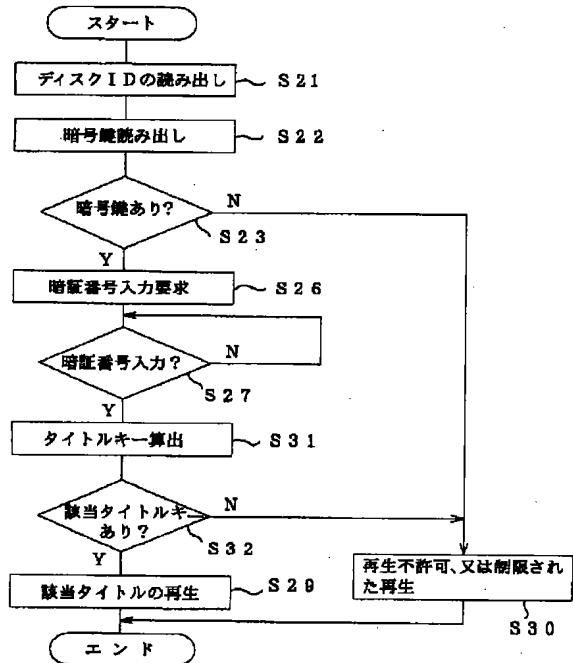 スタート
ディスクＩＤの読み出し
Ｓ２１
暗号鍵読み出し
Ｓ２２
暗号鍵あり?
N
Ｓ２３
Y
暗証番号入力要求
Ｓ２６
暗証番号入力?
N
Ｓ２７
Y
タイトルキー算出
Ｓ３１
該当タイトルキー
あり?
N
Ｓ３２
Y
該当タイトルの再生
Ｓ２９
再生不許可、又は制限され
た再生
Ｓ３０
エンド